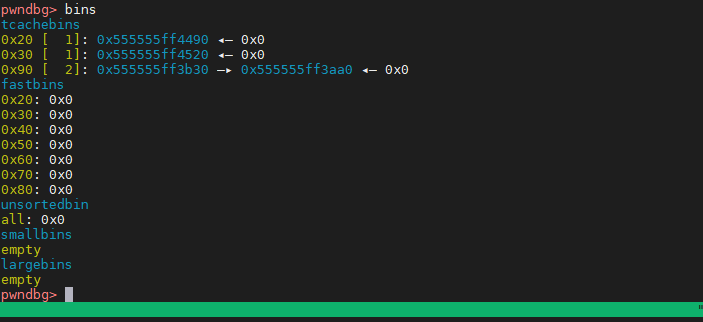 pwndbg> bins
tcachebins
0x20 [  1]: 0x555555ff4490 ◂— 0x0
0x30 [  1]: 0x555555ff4520 ◂— 0x0
0x90 [  2]: 0x555555ff3b30 —▸ 0x555555ff3aa0 ◂— 0x0
fastbins
0x20: 0x0
0x30: 0x0
0x40: 0x0
0x50: 0x0
0x60: 0x0
0x70: 0x0
0x80: 0x0
unsortedbin
all: 0x0
smallbins
empty
largebins
empty
pwndbg>
"